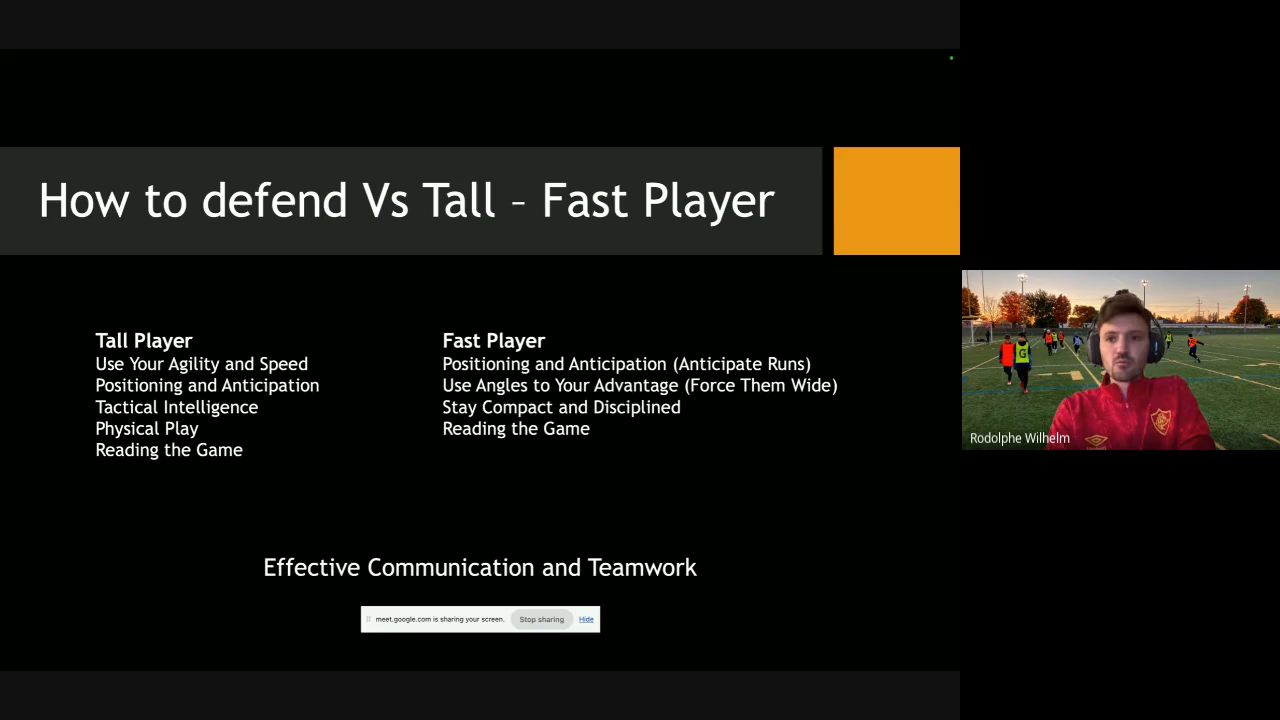 How to defend Vs Tall – Fast Player
Tall Player
Use Your Agility and Speed
Positioning and Anticipation
Tactical Intelligence
Physical Play
Reading the Game
Fast Player
Positioning and Anticipation (Anticipate Runs)
Use Angles to Your Advantage (Force Them Wide)
Stay Compact and Disciplined
Reading the Game
Effective Communication and Teamwork
meet.google.com is sharing your screen. Stop sharing Hide
G
Rodolphe Wilhelm